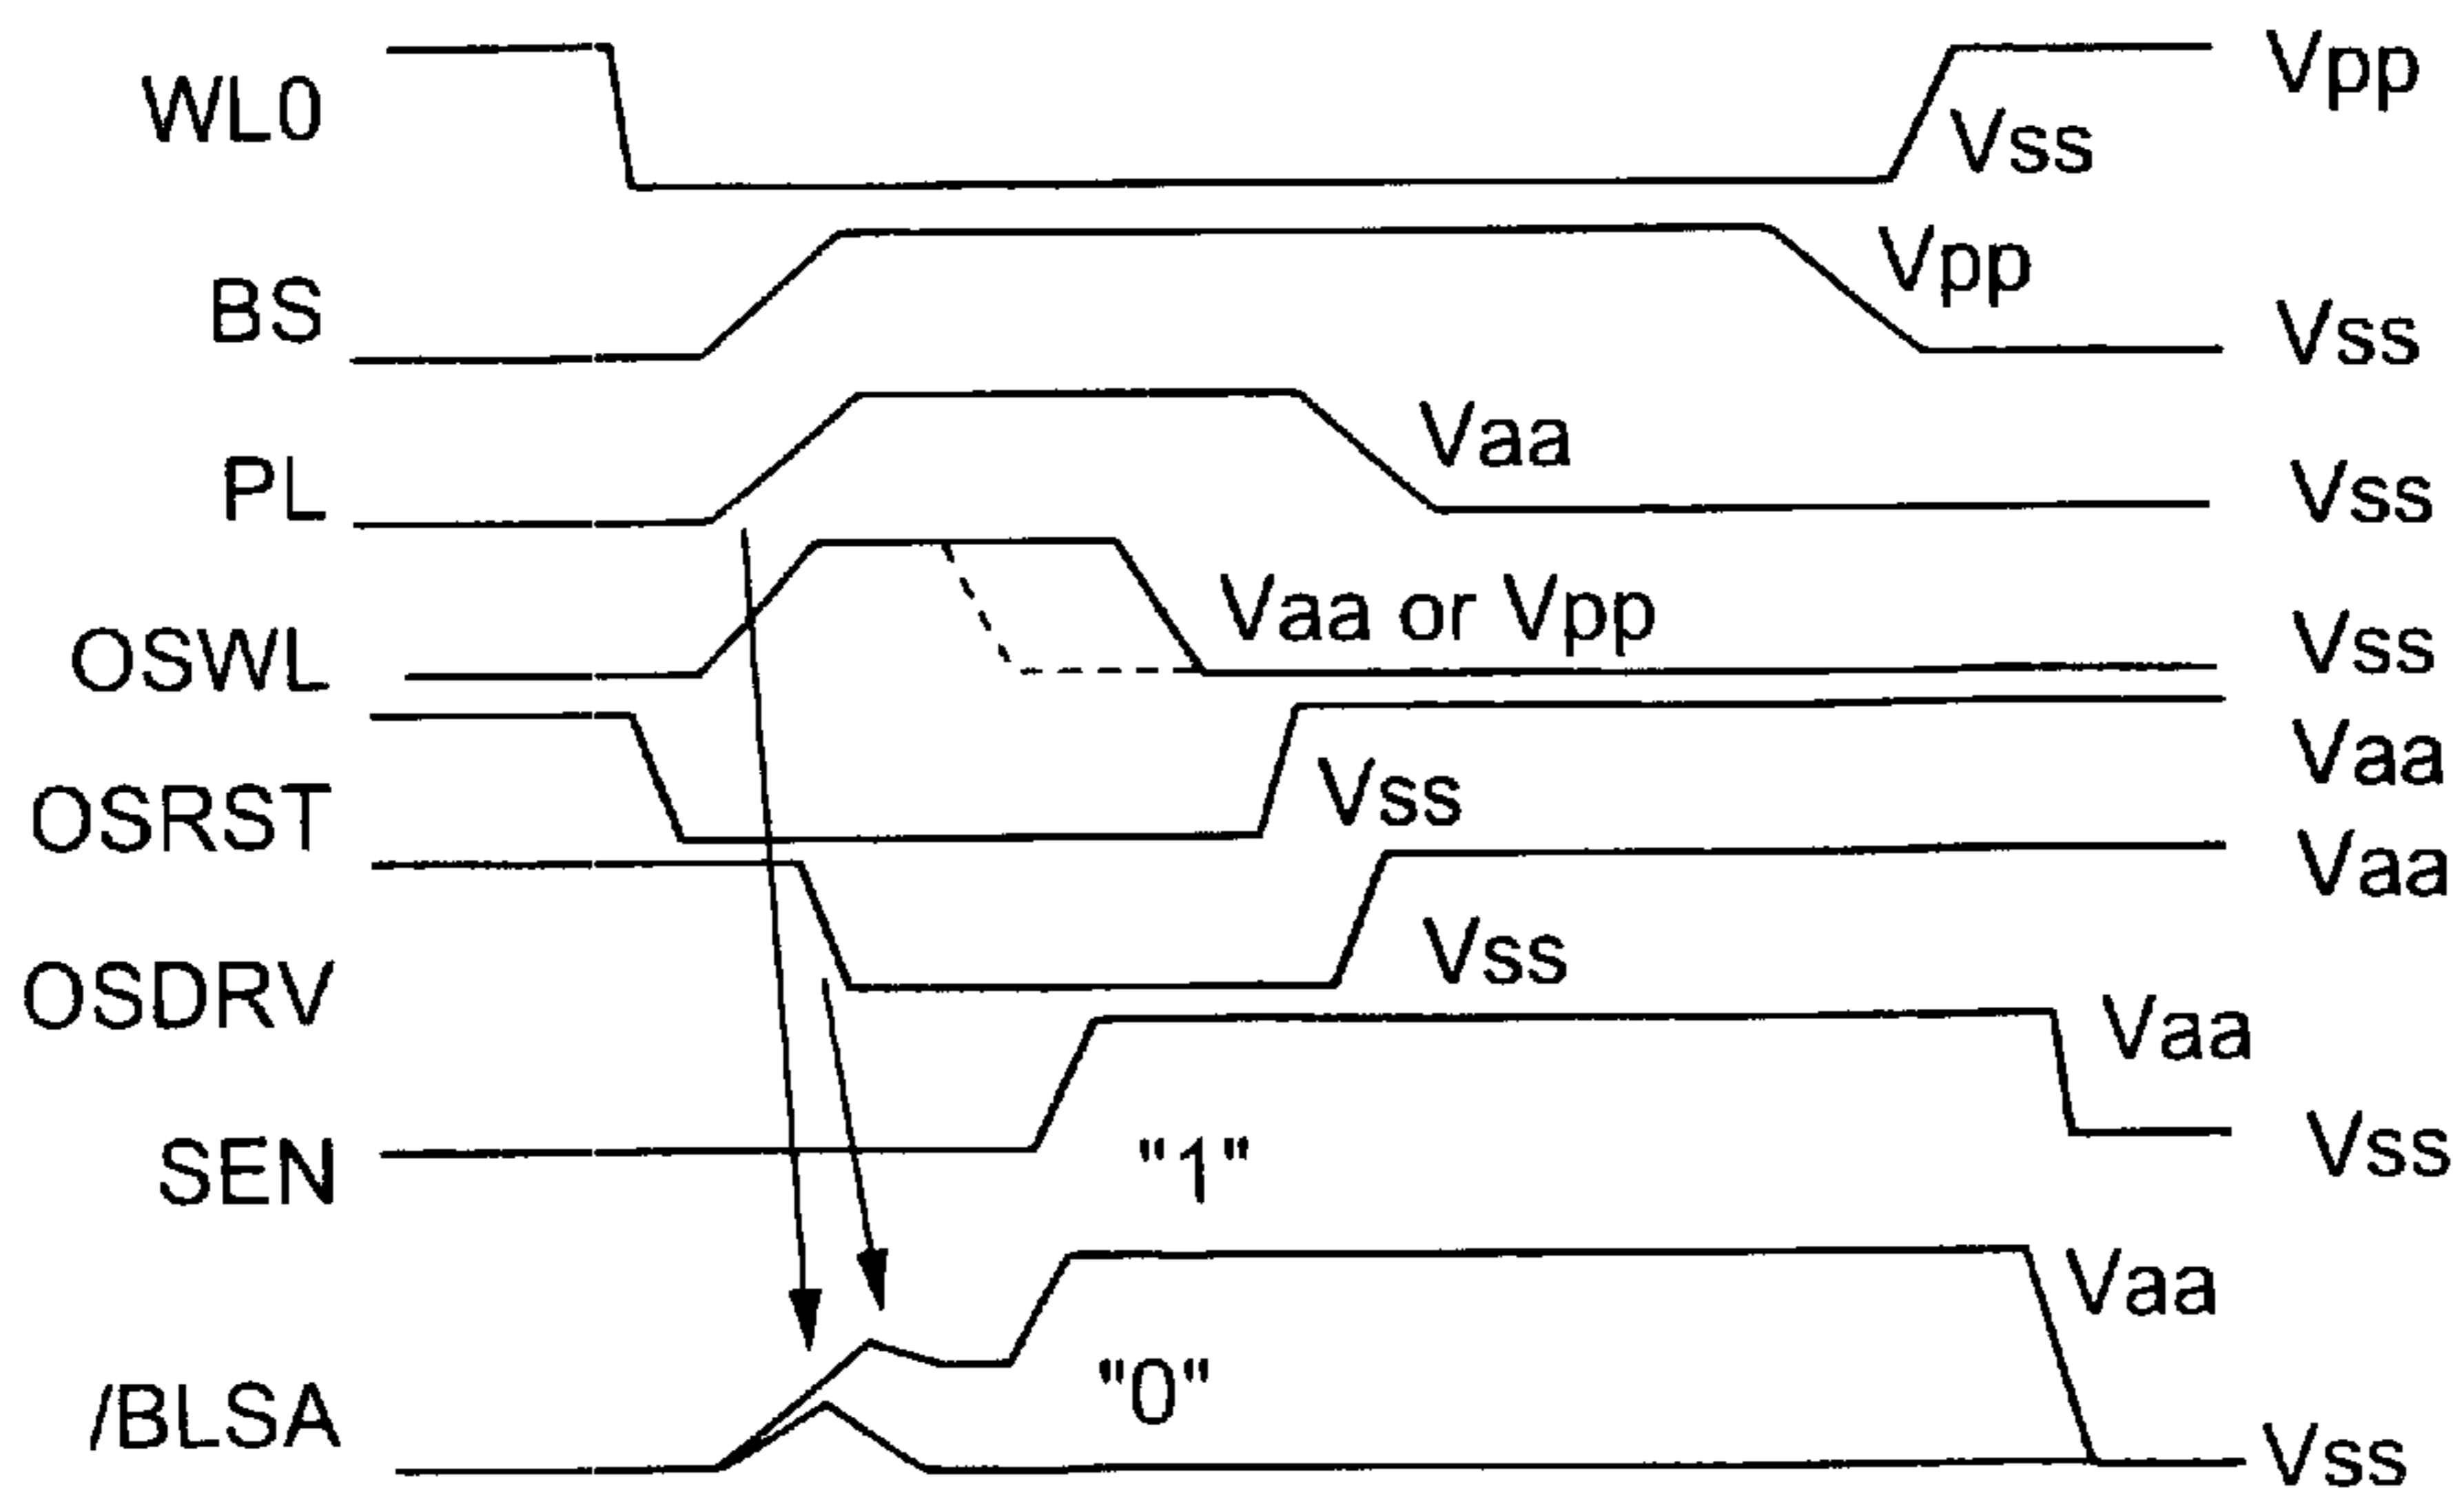 Vpp
WL0
Vss
Vpp
BS
Vss
Vaa
PL
Vss
Vaa or Vpp
OSWL
Vss
Vaa
OSRST
Vss
Vaa
OSDRV
Vss
Vaa
SEN
"1"
Vss
Vaa
"0"
/BLSA
Vss